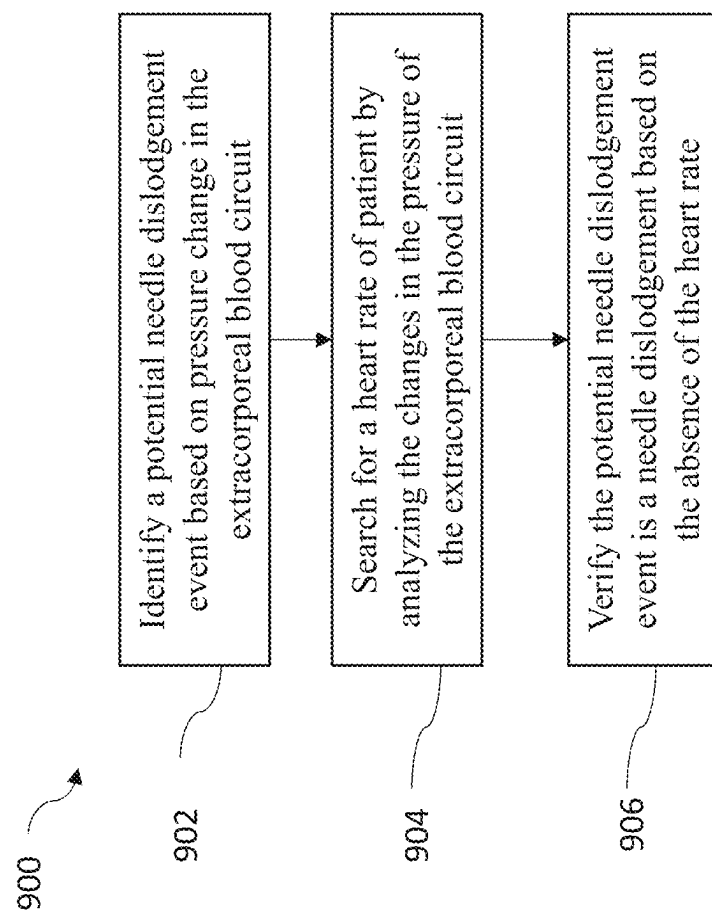 900
902
Identify a potential needle dislodgement
event based on pressure change in the
extracorporeal blood circuit
904
Search for a heart rate of patient by
analyzing the changes in the pressure of
the extracorporeal blood circuit
906
Verify the potential needle dislodgement
event is a needle dislodgement based on
the absence of the heart rate